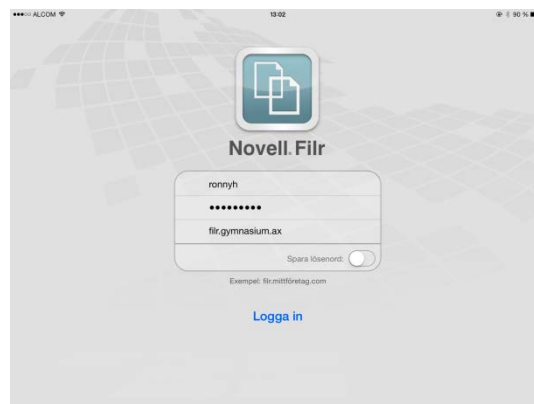 ALCOM 13:02 90 %
Novell Filr
ronnyh
•••••••••
filr.gymnasium.ax
Spara lösenord:
Exempel: filr.mittföretag.com
Logga in